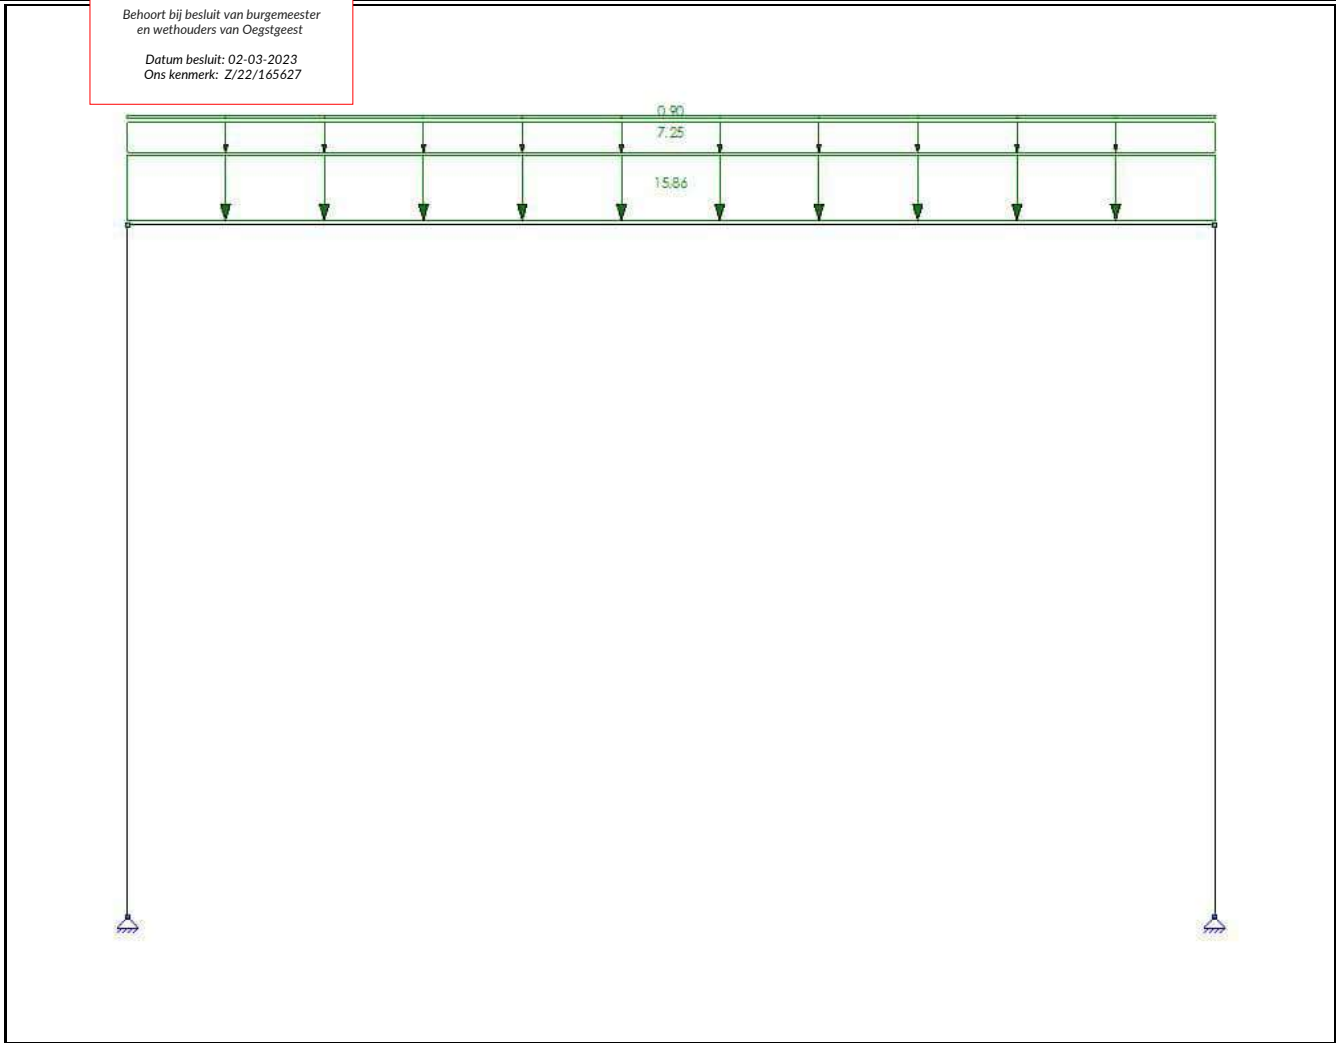 Behoort bij besluit van burgemeester
en wethouders van Oegstgeest
Datum besluit: 02-03-2023
Ons kenmerk: Z/22/165627
0.90
7.25
15.86